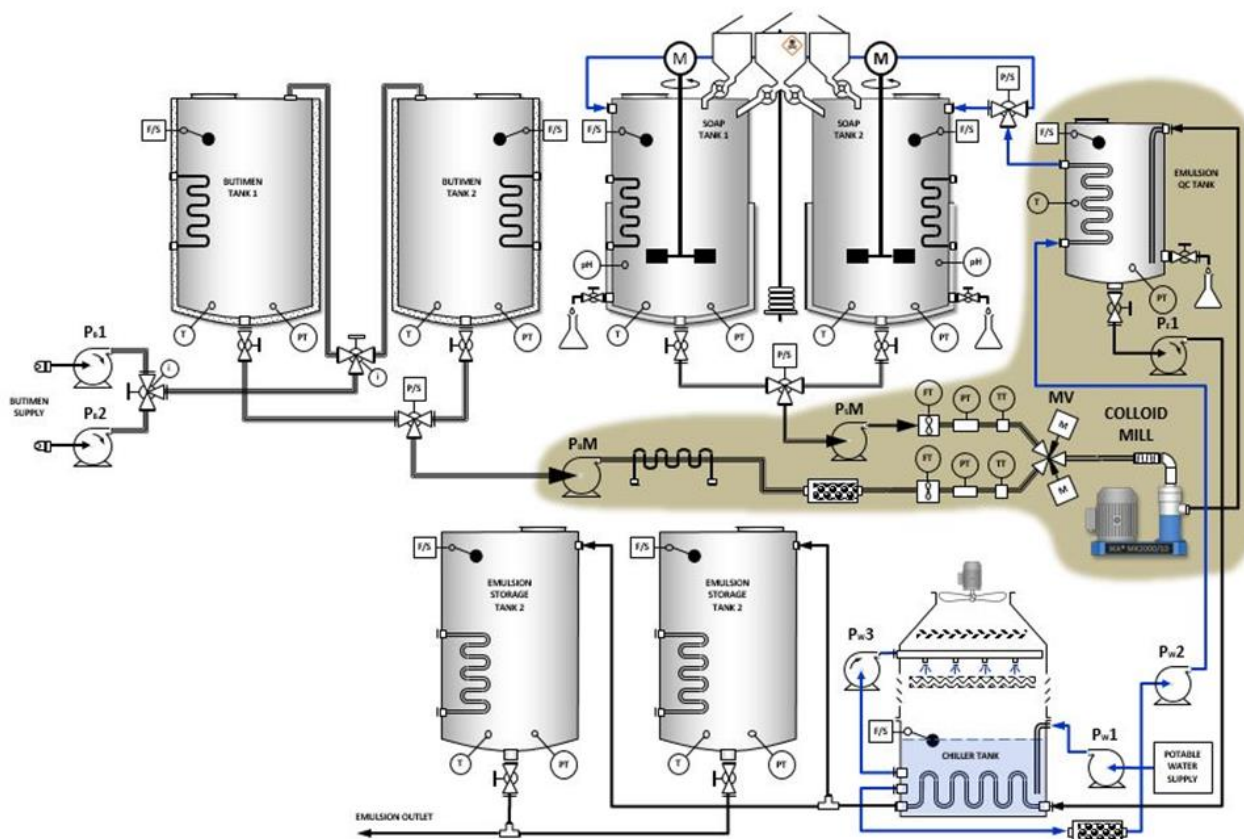 M
M
P/S
F/S
BUTIMEN
TANK 1
BUTIMEN
TANK 2
F/S
F/S
SOAP
TANK 1
SOAP
TANK 2
F/S
F/S
EMULSION
QC TANK
T
pH
pH
T
PT
T
PT
T
PT
T
PT
PT
PB1
i
i
P/S
P/S
PE1
BUTIMEN
SUPPLY
PB2
PSM
FT
PT
TT
MV
M
COLLOID
MILL
PBM
FT
PT
TT
M
IKA® MK2000/10
F/S
EMULSION
STORAGE
TANK 2
F/S
EMULSION
STORAGE
TANK 2
PW3
PW2
F/S
CHILLER TANK
PW1
POTABLE
WATER
SUPPLY
T
PT
T
PT
EMULSION OUTLET